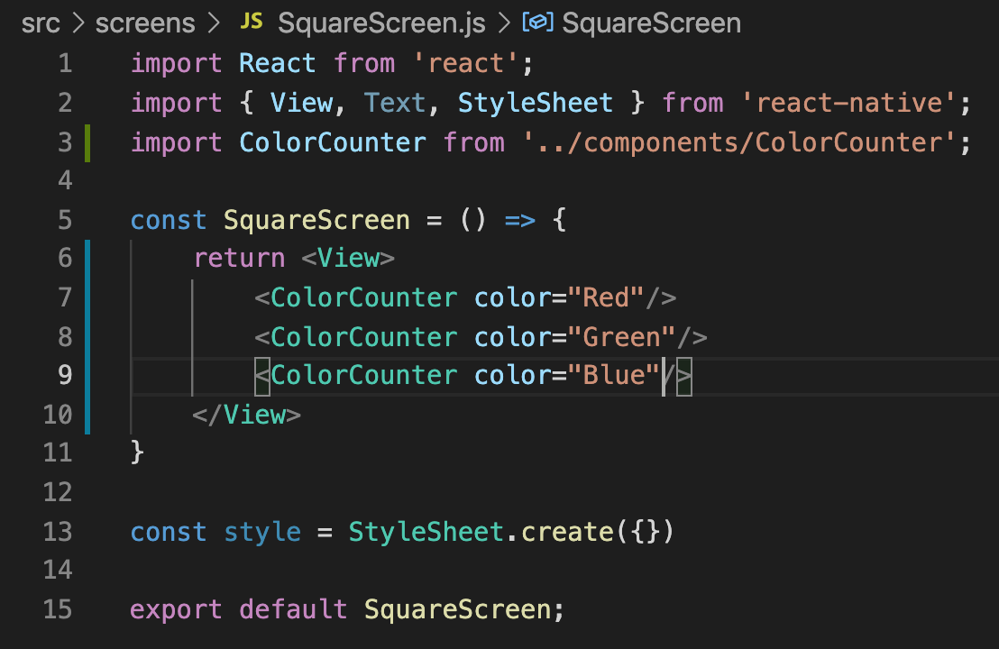 src > screens > JS SquareScreen.js > SquareScreen
1 import React from 'react';
2 import { View, Text, StyleSheet } from 'react-native';
3 import ColorCounter from '../components/ColorCounter';
4
5 const SquareScreen = () => {
6     return <View>
7         <ColorCounter color="Red"/>
8         <ColorCounter color="Green"/>
9         <ColorCounter color="Blue"/>
10     </View>
11 }
12
13 const style = StyleSheet.create({})
14
15 export default SquareScreen;